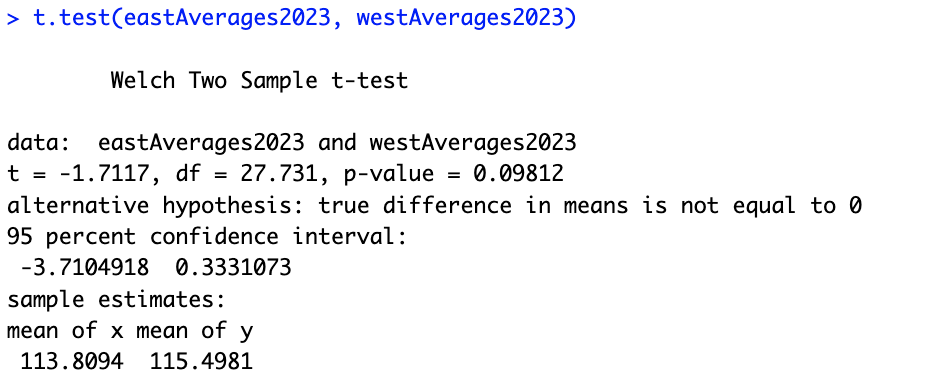 > t.test(eastAverages2023, westAverages2023)
Welch Two Sample t-test
data:  eastAverages2023 and westAverages2023
t = -1.7117, df = 27.731, p-value = 0.09812
alternative hypothesis: true difference in means is not equal to 0
95 percent confidence interval:
-3.7104918  0.3331073
sample estimates:
mean of x mean of y
113.8094  115.4981